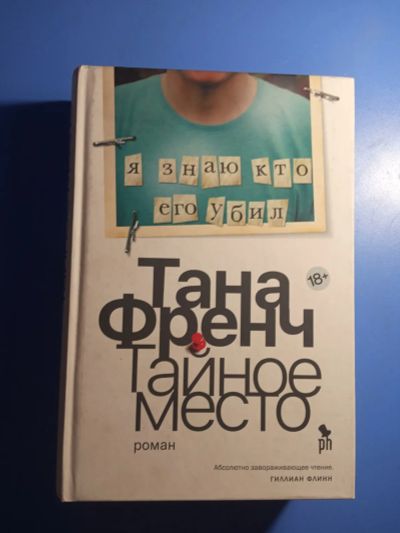 я знаю кто
его убил
Тана
Френч
18+
Тайное
место
роман
ph
Абсолютно завораживающее чтение.
ГИЛЛИАН ФЛИНН